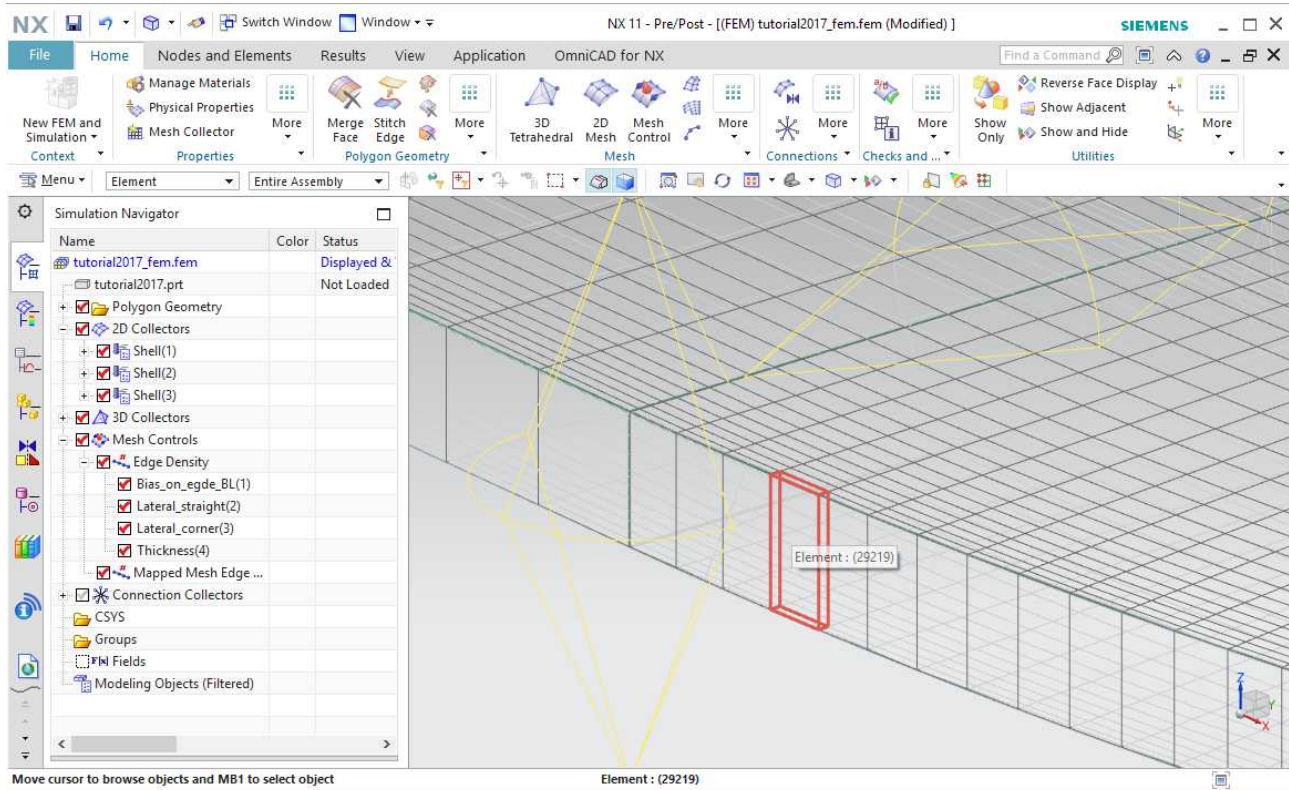 NX Switch Window Window NX 11 - Pre/Post - [(FEM) tutorial2017_fem.fem (Modified) ] SIEMENS
File Home Nodes and Elements Results View Application OmniCAD for NX Find a Command
New FEM and Simulation
Context
Manage Materials
Physical Properties
Mesh Collector
More
Properties
Merge Face
Stitch Edge
More
Polygon Geometry
3D Tetrahedral
2D Mesh
Mesh Control
More
Mesh
More
Connections
More
Checks and ...
Show Only
Reverse Face Display
Show Adjacent
Show and Hide
More
Utilities
Menu Element Entire Assembly
Simulation Navigator
Name Color Status
tutorial2017_fem.fem Displayed &
tutorial2017.prt Not Loaded
Polygon Geometry
2D Collectors
Shell(1)
Shell(2)
Shell(3)
3D Collectors
Mesh Controls
Edge Density
Bias_on_egde_BL(1)
Lateral_straight(2)
Lateral_corner(3)
Thickness(4)
Mapped Mesh Edge ...
Connection Collectors
CSYS
Groups
Fields
Modeling Objects (Filtered)
Element : (29219)
Z
Y
X
Move cursor to browse objects and MB1 to select object Element : (29219)